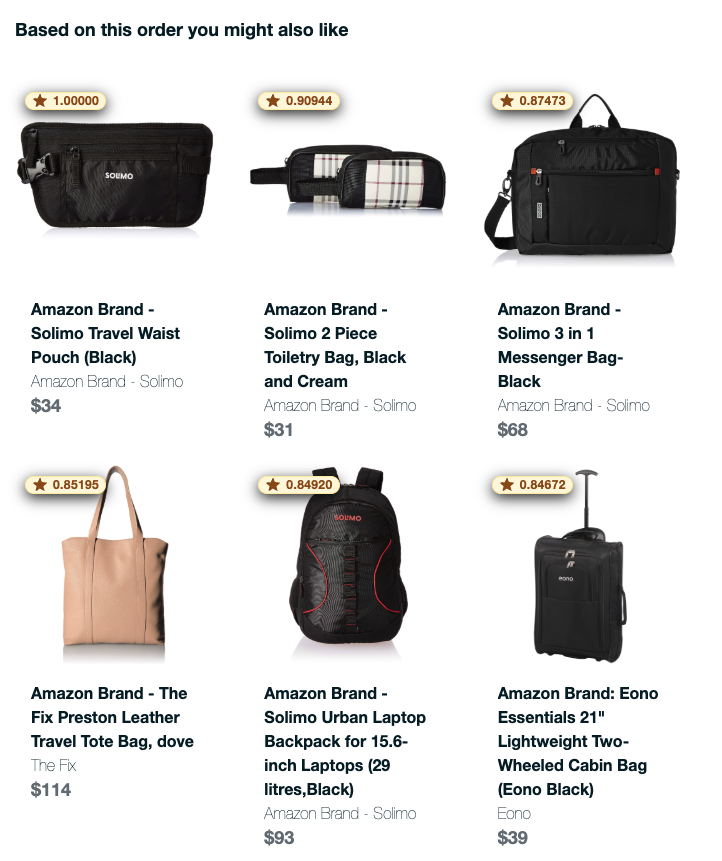 Based on this order you might also like
1.00000
0.90944
0.87473
SOLIMO
Amazon Brand -
Solimo Travel Waist
Pouch (Black)
Amazon Brand - Solimo
$34
Amazon Brand -
Solimo 2 Piece
Toiletry Bag, Black
and Cream
Amazon Brand - Solimo
$31
Amazon Brand -
Solimo 3 in 1
Messenger Bag-
Black
Amazon Brand - Solimo
$68
0.85195
0.84920
0.84672
SOLIMO
eono
Amazon Brand - The
Fix Preston Leather
Travel Tote Bag, dove
The Fix
$114
Amazon Brand -
Solimo Urban Laptop
Backpack for 15.6-
inch Laptops (29
litres,Black)
Amazon Brand - Solimo
$93
Amazon Brand: Eono
Essentials 21"
Lightweight Two-
Wheeled Cabin Bag
(Eono Black)
Eono
$39